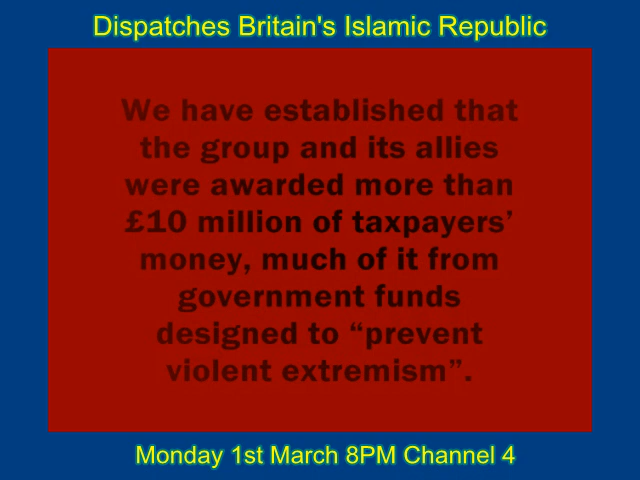 Dispatches Britain's Islamic Republic
We have established that
the group and its allies
were awarded more than
£10 million of taxpayers’
money, much of it from
government funds
designed to “prevent
violent extremism”.
Monday 1st March 8PM Channel 4